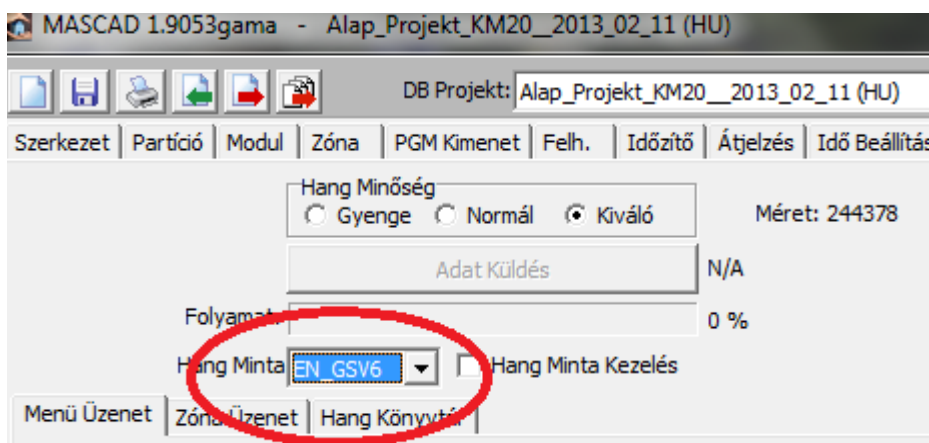 MASCAD 1.9053gama - Alap_Projekt_KM20__2013_02_11 (HU)
DB Projekt: Alap_Projekt_KM20__2013_02_11 (HU)
Szerkezet Partíció Modul Zóna PGM Kimenet Felh. Időzítő Átjelzés Idő Beállítás
Hang Minőség
Gyenge Normál Kiváló Méret: 244378
Adat Küldés N/A
Folyamat: 0 %
Hang Minta EN_GSV6 Hang Minta Kezelés
Menü Üzenet Zóna Üzenet Hang Könyvtár